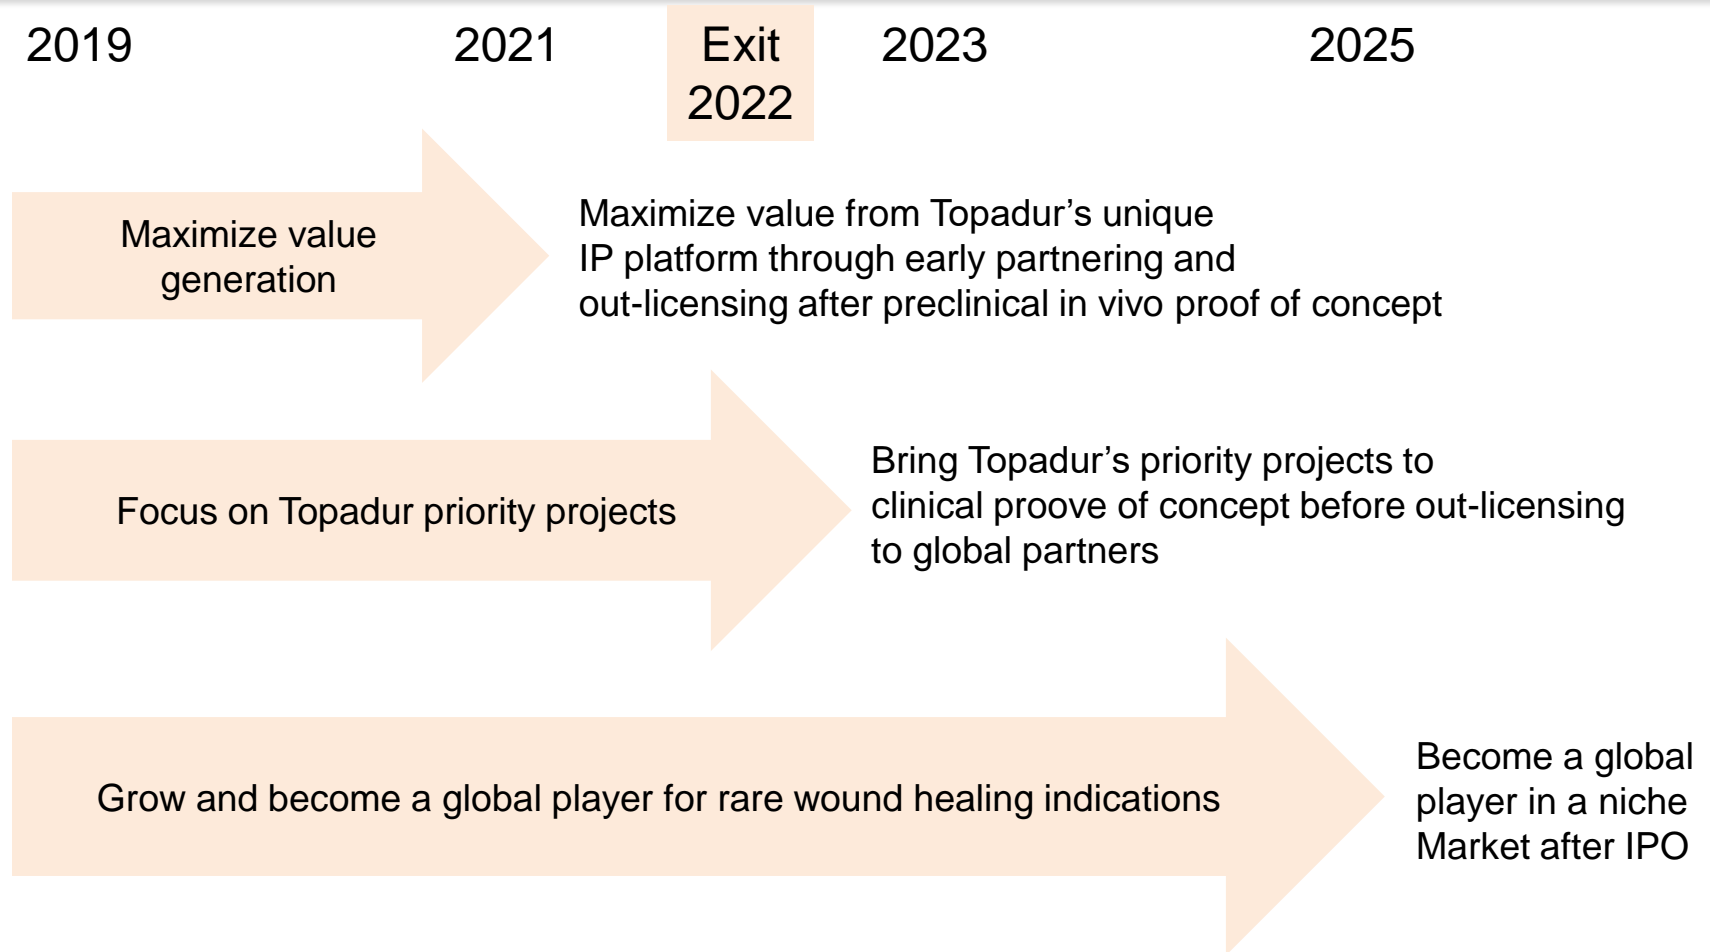 2019 2021 Exit 2023 2025
2022
Maximize value
generation
Maximize value from Topadur’s unique
IP platform through early partnering and
out-licensing after preclinical in vivo proof of concept
Focus on Topadur priority projects
Bring Topadur’s priority projects to
clinical proove of concept before out-licensing
to global partners
Grow and become a global player for rare wound healing indications
Become a global
player in a niche
Market after IPO